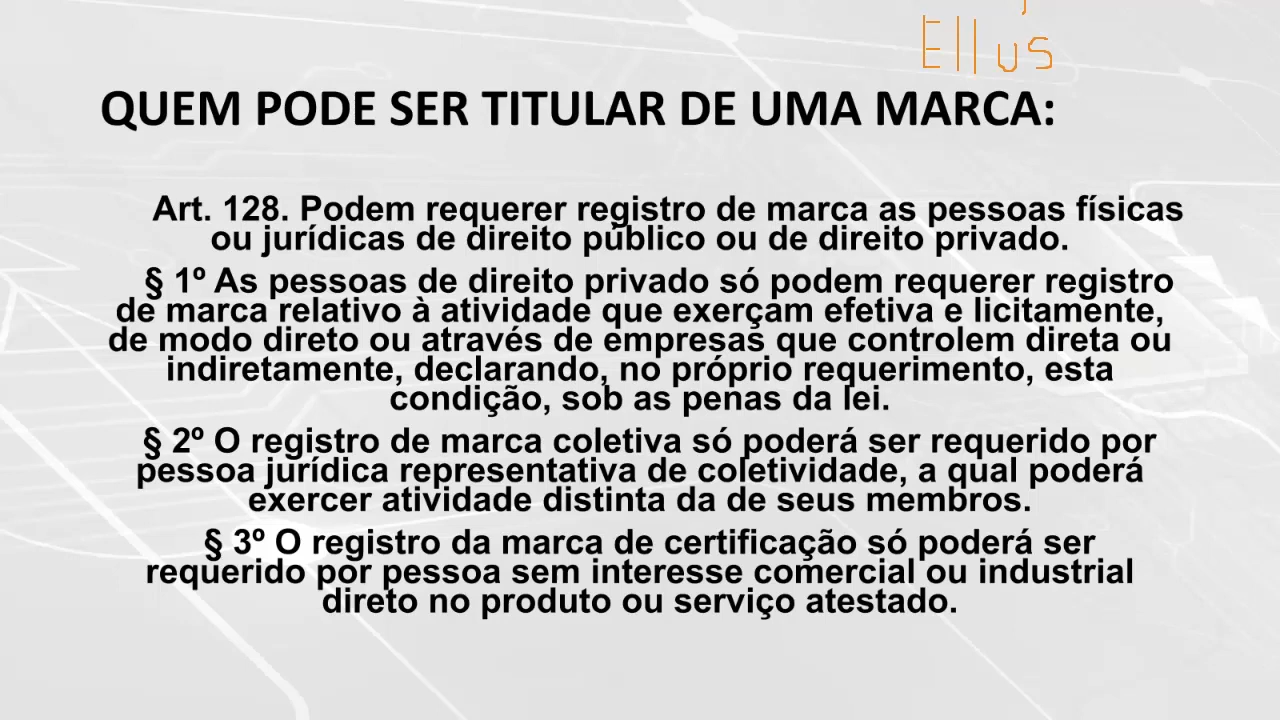 Ellus
QUEM PODE SER TITULAR DE UMA MARCA:
Art. 128. Podem requerer registro de marca as pessoas físicas
ou jurídicas de direito público ou de direito privado.
§ 1º As pessoas de direito privado só podem requerer registro
de marca relativo à atividade que exerçam efetiva e licitamente,
de modo direto ou através de empresas que controlem direta ou
indiretamente, declarando, no próprio requerimento, esta
condição, sob as penas da lei.
§ 2º O registro de marca coletiva só poderá ser requerido por
pessoa jurídica representativa de coletividade, a qual poderá
exercer atividade distinta da de seus membros.
§ 3º O registro da marca de certificação só poderá ser
requerido por pessoa sem interesse comercial ou industrial
direto no produto ou serviço atestado.